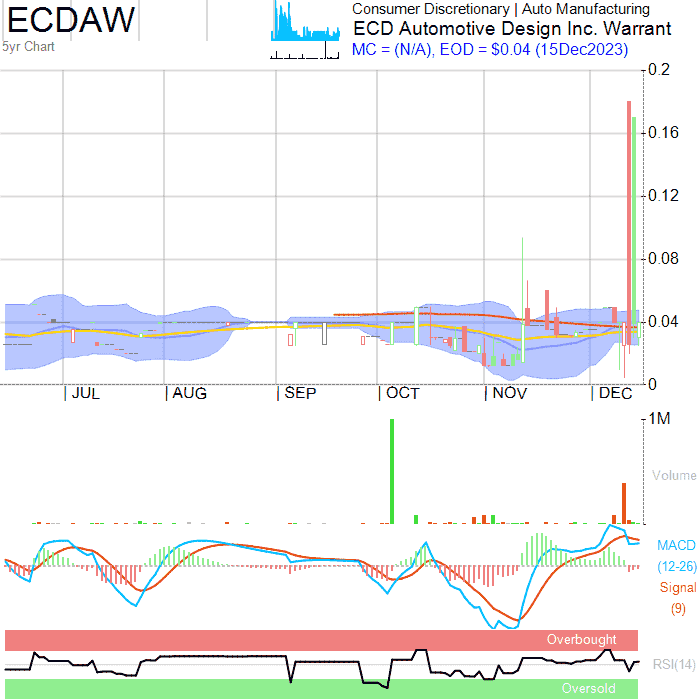 ECDAW
5yr Chart
Consumer Discretionary | Auto Manufacturing
ECD Automotive Design Inc. Warrant
MC = (N/A), EOD = $0.04 (15Dec2023)
0.2
0.16
0.12
0.08
0.04
0
| JUL
| AUG
| SEP
| OCT
| NOV
| DEC
1M
Volume
MACD
(12-26)
Signal
(9)
Overbought
RSI(14)
Oversold